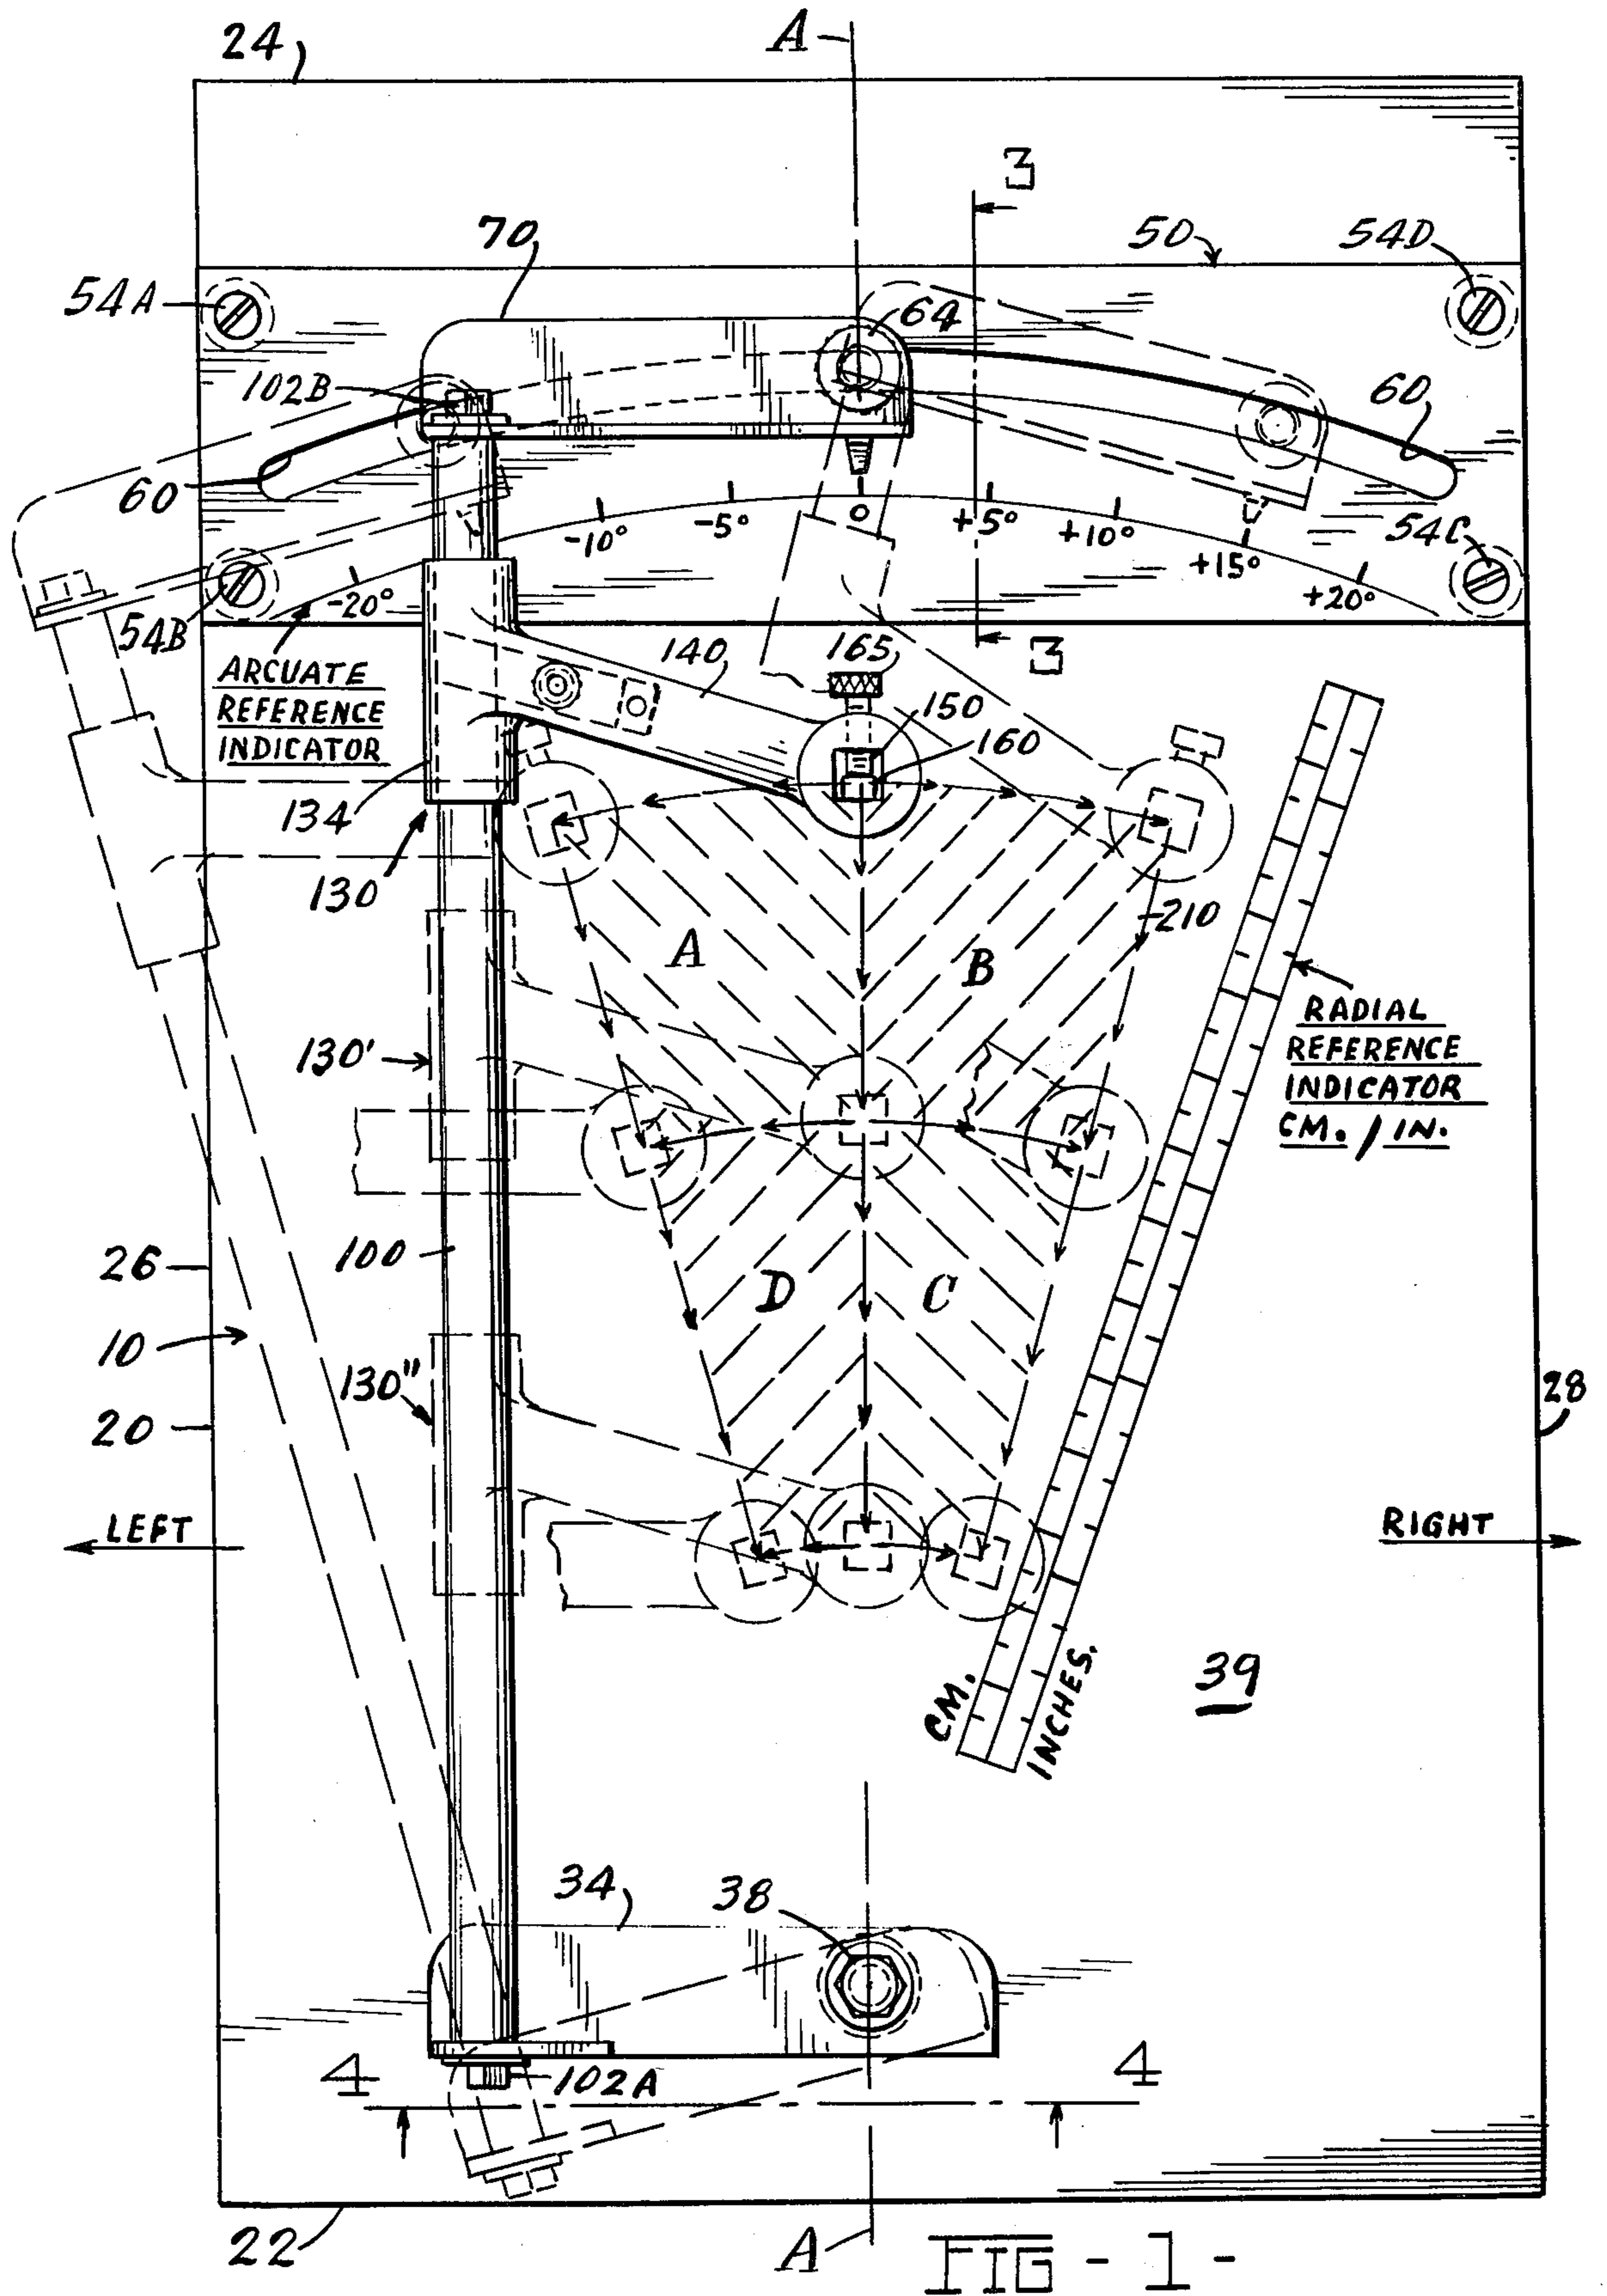 24
A
3
70
50
54D
54A
64
102B
60
60
-10°
-5°
0
+5°
+10°
54C
+15°
-20°
+20°
54B
140
165
3
ARCUATE
REFERENCE
INDICATOR
150
160
134
130
210
A
B
RADIAL
REFERENCE
INDICATOR
CM. / IN.
130'
100
26
D
C
10
130"
28
20
LEFT
RIGHT
39
CM.
INCHES.
34
38
4
4
102A
22
A
FIG - 1 -